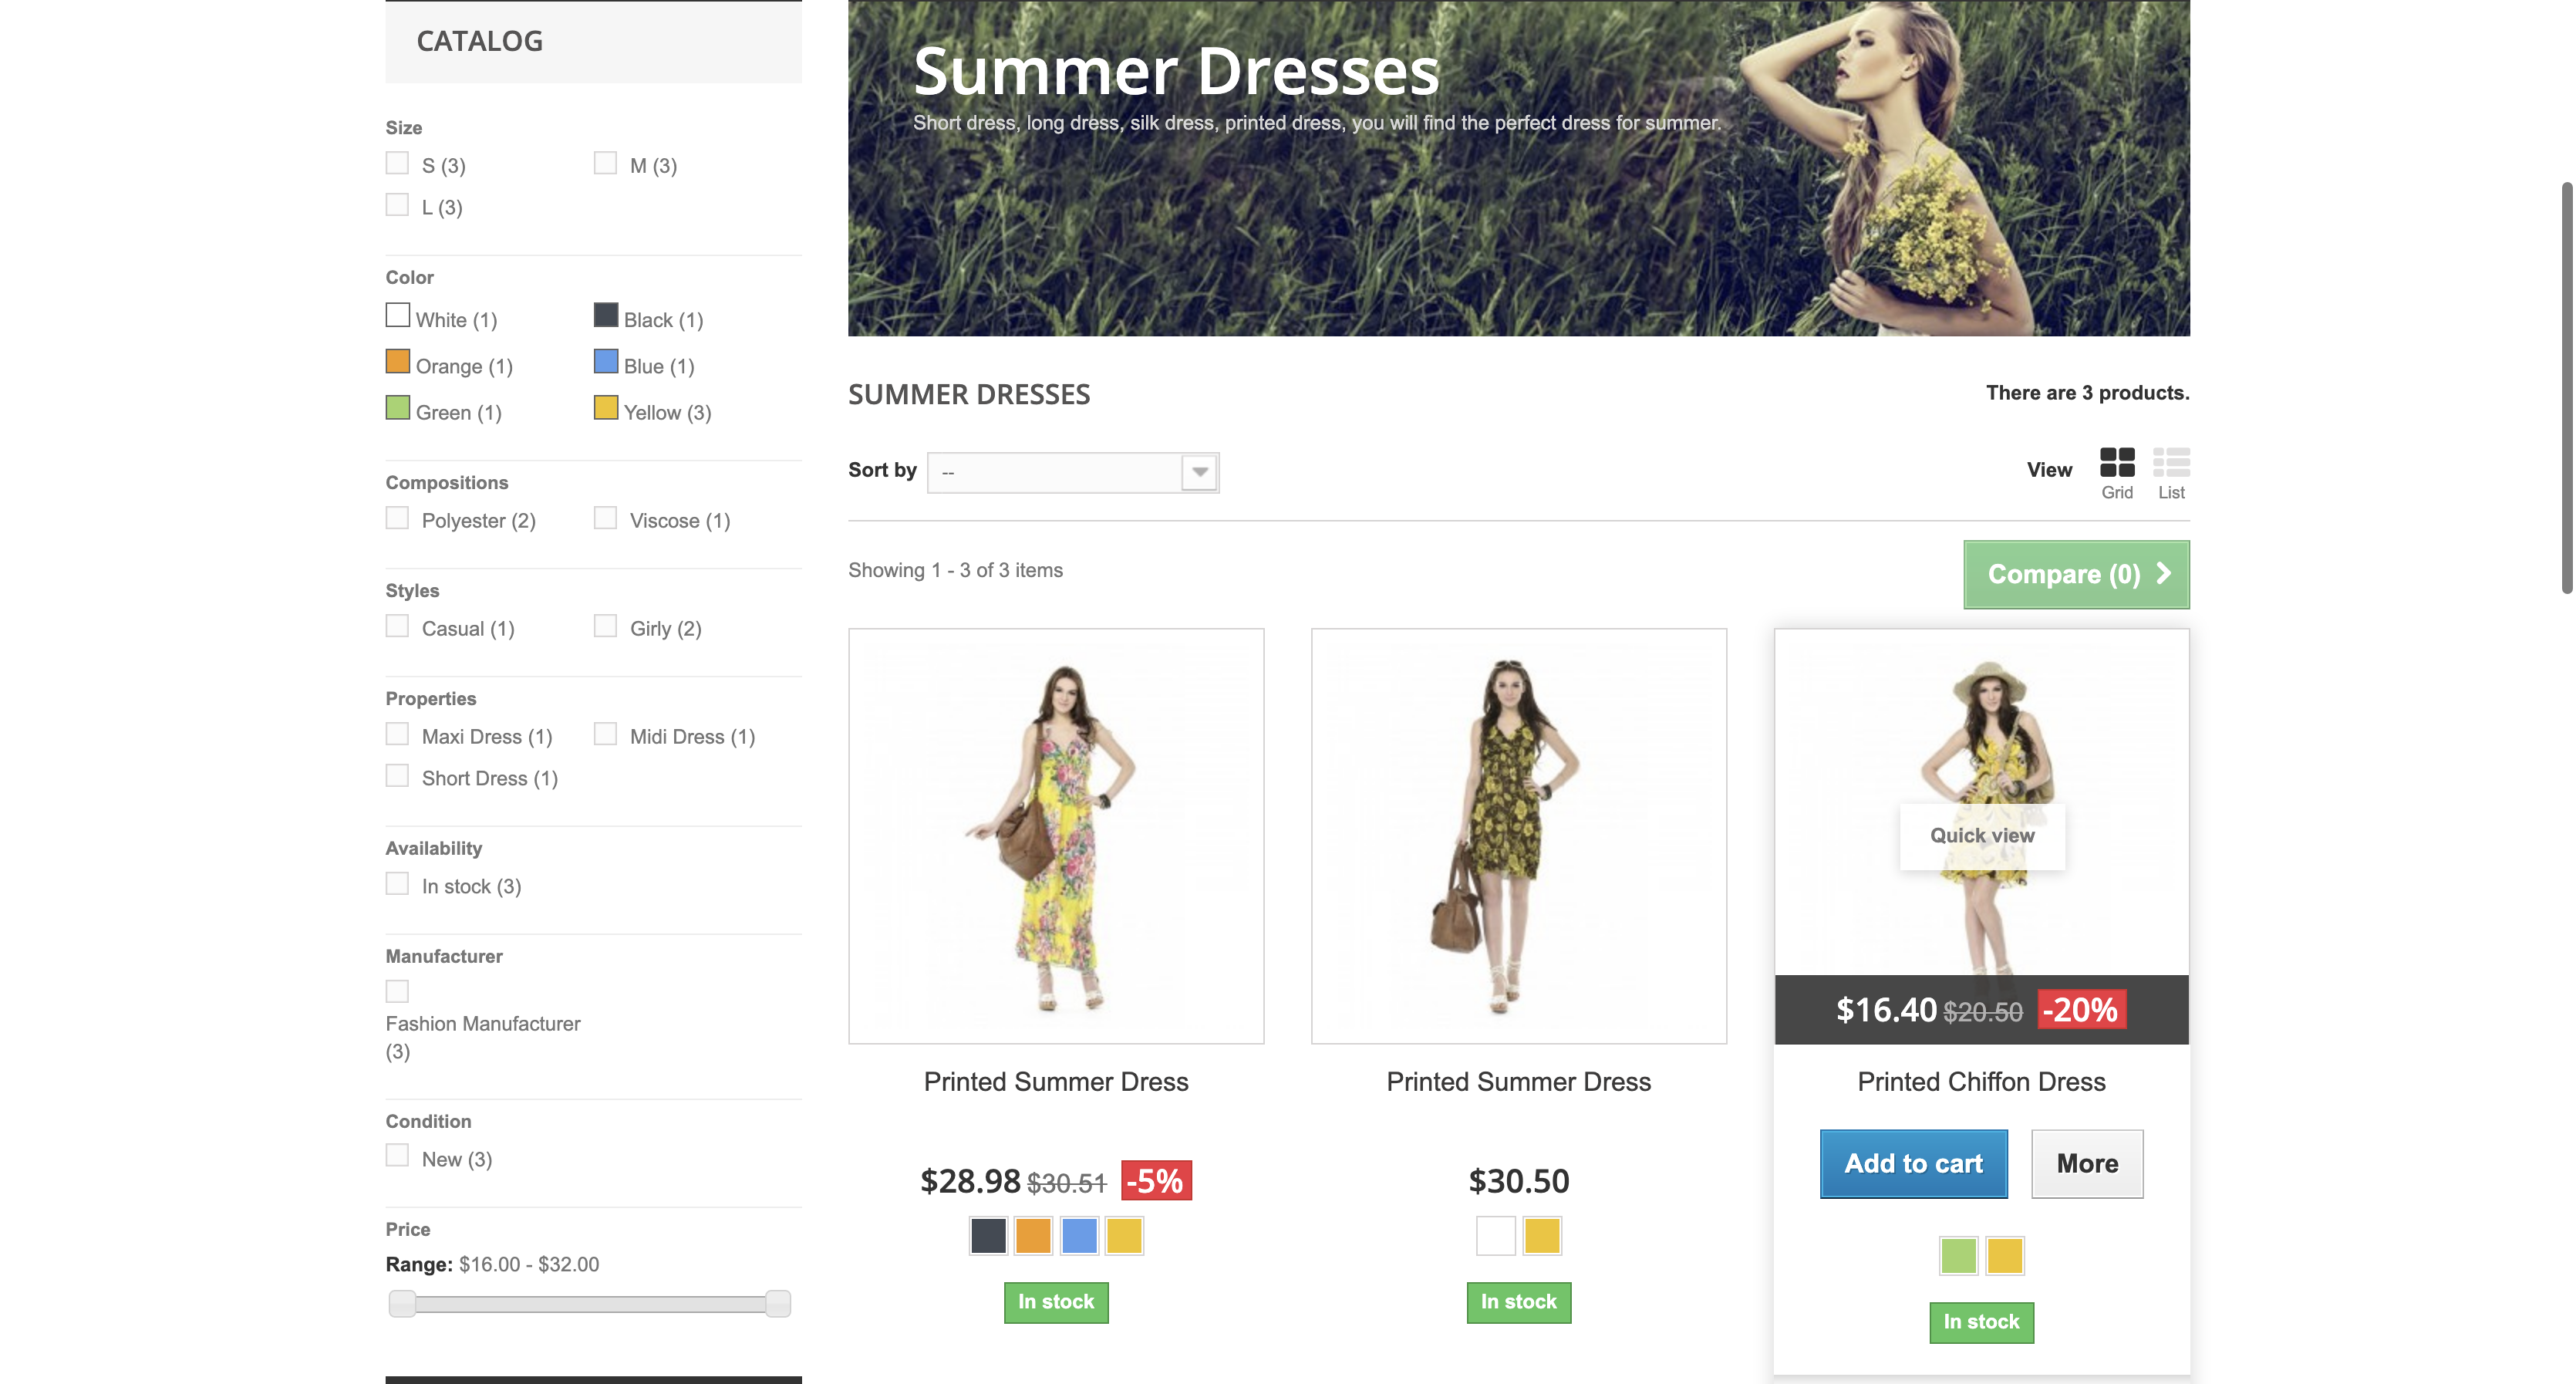 CATALOG
Size
S (3)
M (3)
L (3)
Color
White (1)
Black (1)
Orange (1)
Blue (1)
Green (1)
Yellow (3)
Compositions
Polyester (2)
Viscose (1)
Styles
Casual (1)
Girly (2)
Properties
Maxi Dress (1)
Midi Dress (1)
Short Dress (1)
Availability
In stock (3)
Manufacturer
Fashion Manufacturer
(3)
Condition
New (3)
Price
Range: $16.00 - $32.00
Summer Dresses
Short dress, long dress, silk dress, printed dress, you will find the perfect dress for summer.
SUMMER DRESSES
There are 3 products.
Sort by
--
View
Grid
List
Showing 1 - 3 of 3 items
Compare (0)
Printed Summer Dress
$28.98 $30.51 -5%
In stock
Printed Summer Dress
$30.50
In stock
Quick view
$16.40 $20.50 -20%
Printed Chiffon Dress
Add to cart
More
In stock